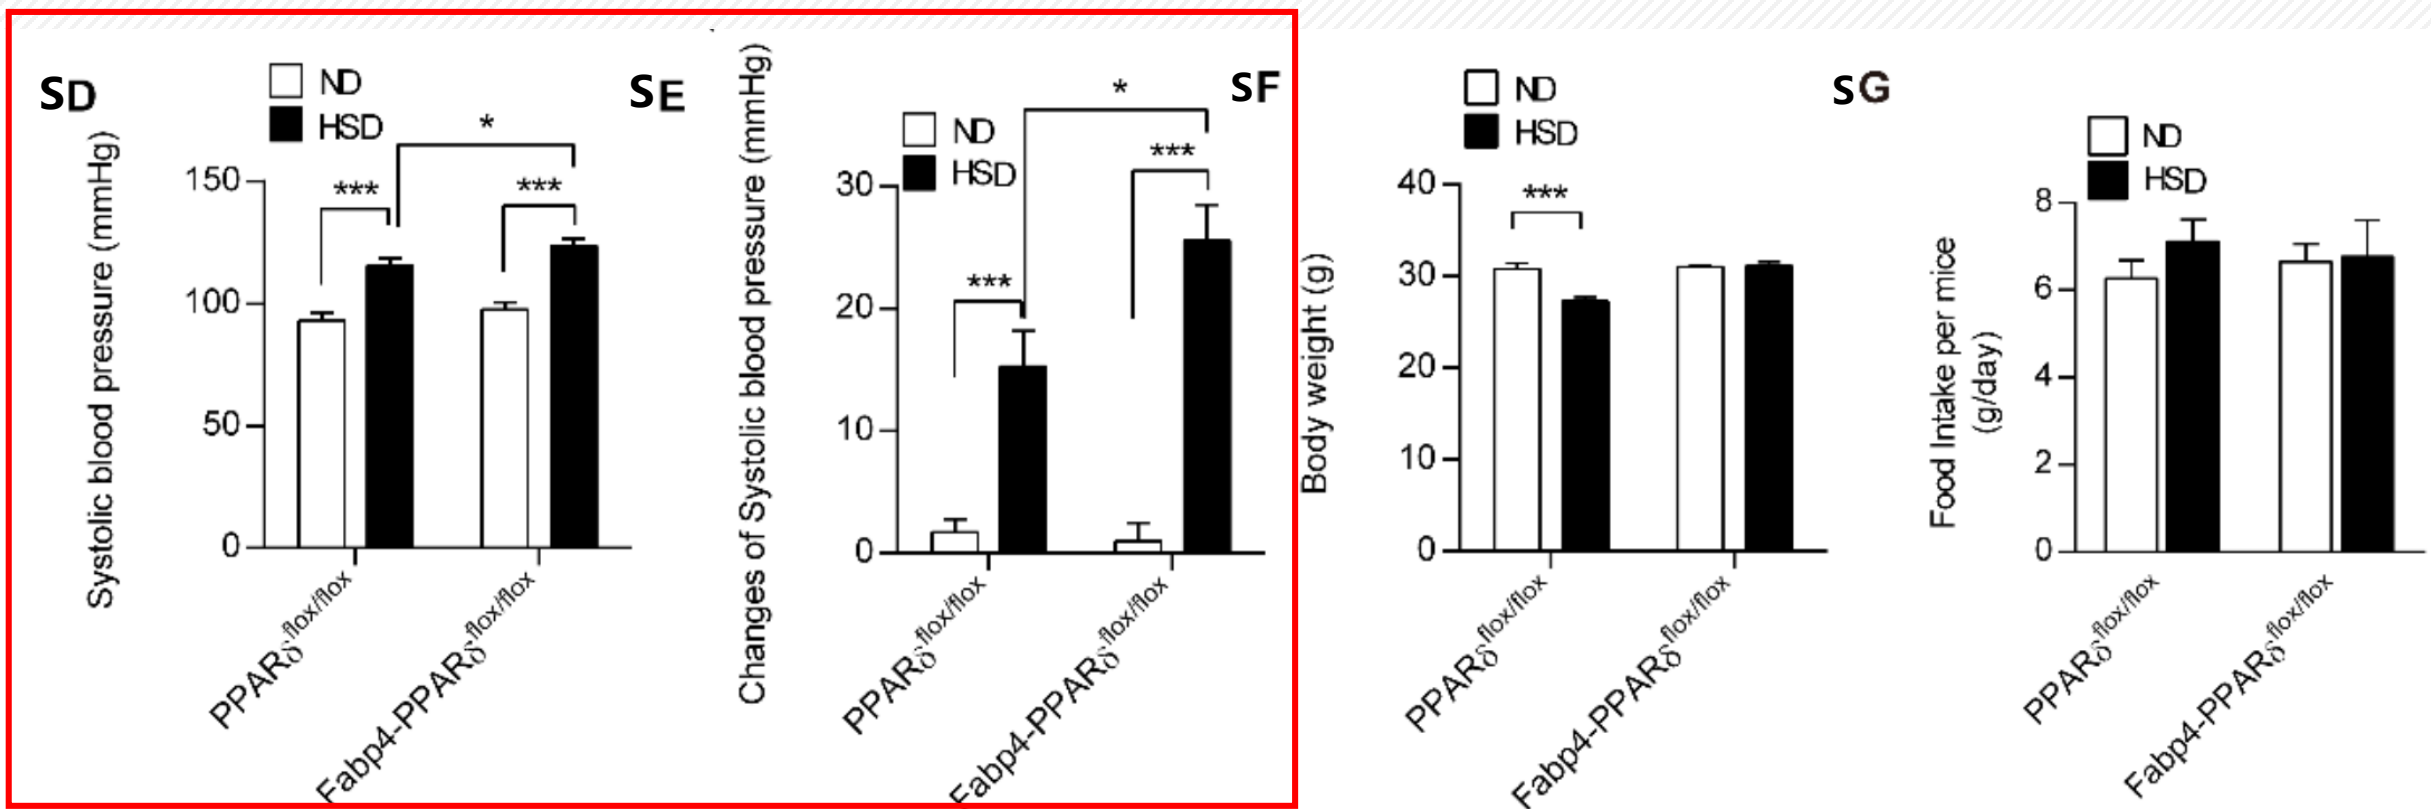 SD
ND
HSD
Systolic blood pressure (mmHg)
150
100
50
0
***
***
*
PPARδflox/flox
Fabp4-PPARδflox/flox
SE
ND
HSD
Changes of Systolic blood pressure (mmHg)
30
20
10
0
***
***
*
PPARδflox/flox
Fabp4-PPARδflox/flox
SF
ND
HSD
Body weight (g)
40
30
20
10
0
***
PPARδflox/flox
Fabp4-PPARδflox/flox
SG
ND
HSD
Food Intake per mice
(g/day)
8
6
4
2
0
PPARδflox/flox
Fabp4-PPARδflox/flox